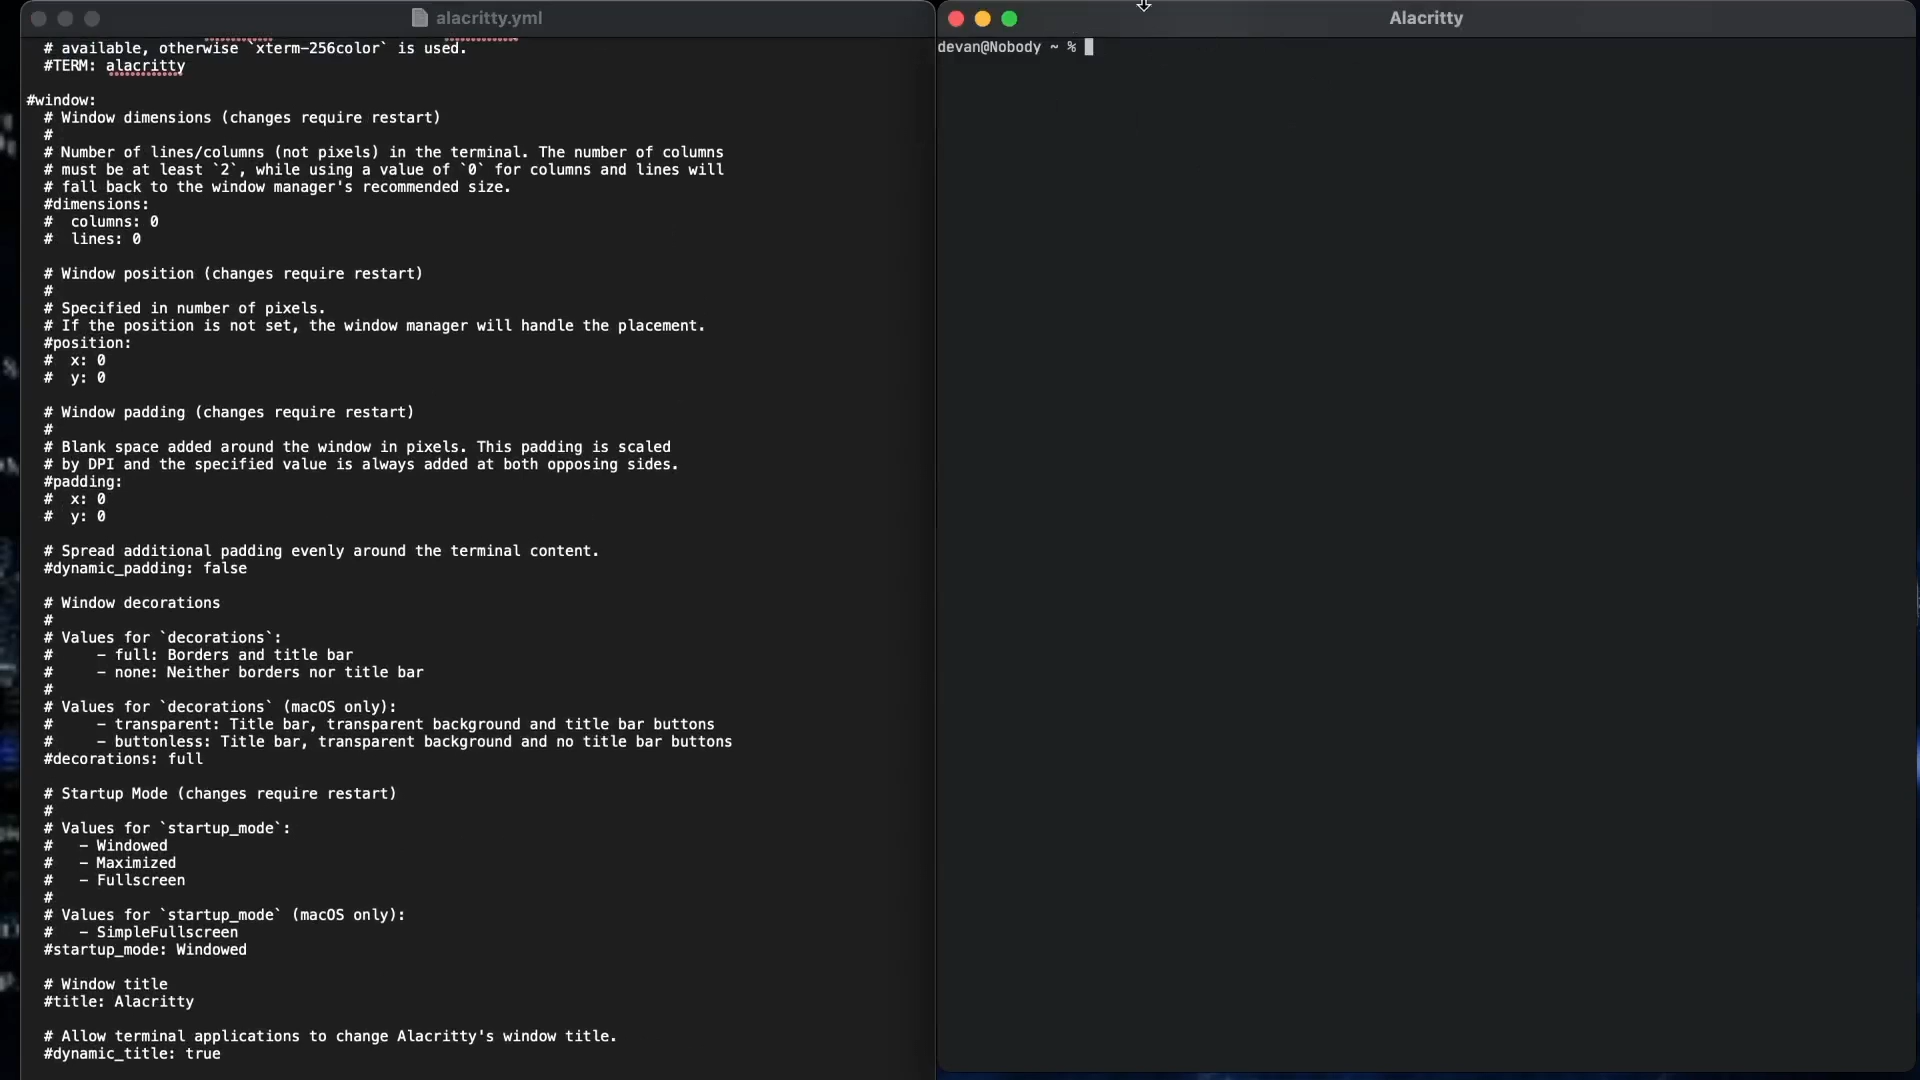 alacritty.yml
# available, otherwise `xterm-256color` is used.
#TERM: alacritty
#window:
# Window dimensions (changes require restart)
#
# Number of lines/columns (not pixels) in the terminal. The number of columns
# must be at least `2`, while using a value of `0` for columns and lines will
# fall back to the window manager's recommended size.
#dimensions:
#  columns: 0
#  lines: 0
# Window position (changes require restart)
#
# Specified in number of pixels.
# If the position is not set, the window manager will handle the placement.
#position:
#  x: 0
#  y: 0
# Window padding (changes require restart)
#
# Blank space added around the window in pixels. This padding is scaled
# by DPI and the specified value is always added at both opposing sides.
#padding:
#  x: 0
#  y: 0
# Spread additional padding evenly around the terminal content.
#dynamic_padding: false
# Window decorations
#
# Values for `decorations`:
#     – full: Borders and title bar
#     – none: Neither borders nor title bar
#
# Values for `decorations` (macOS only):
#     – transparent: Title bar, transparent background and title bar buttons
#     – buttonless: Title bar, transparent background and no title bar buttons
#decorations: full
# Startup Mode (changes require restart)
#
# Values for `startup_mode`:
#   – Windowed
#   – Maximized
#   – Fullscreen
#
# Values for `startup_mode` (macOS only):
#   – SimpleFullscreen
#startup_mode: Windowed
# Window title
#title: Alacritty
# Allow terminal applications to change Alacritty's window title.
#dynamic_title: true
Alacritty
devan@Nobody ~ %